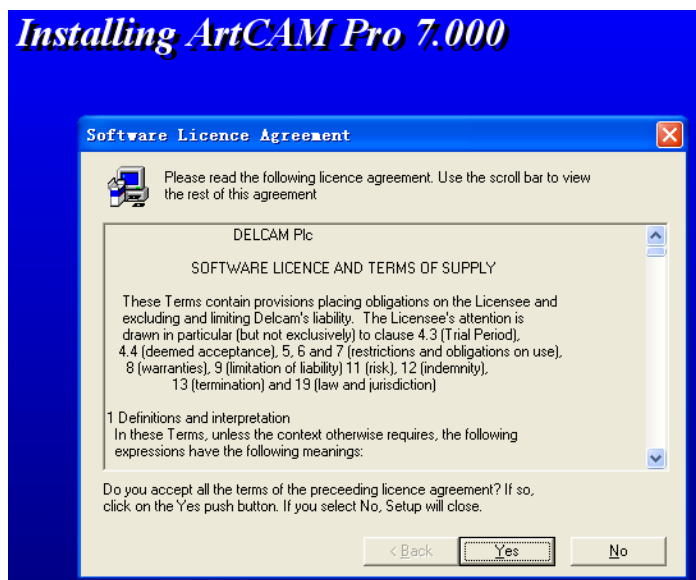 Installing ArtCAM Pro 7.000
Software Licence Agreement
Please read the following licence agreement. Use the scroll bar to view
the rest of this agreement
DELCAM Plc
SOFTWARE LICENCE AND TERMS OF SUPPLY
These Terms contain provisions placing obligations on the Licensee and
excluding and limiting Delcam's liability. The Licensee's attention is
drawn in particular (but not exclusively) to clause 4.3 (Trial Period),
4.4 (deemed acceptance), 5, 6 and 7 (restrictions and obligations on use),
8 (warranties), 9 (limitation of liability) 11 (risk), 12 (indemnity),
13 (termination) and 19 (law and jurisdiction)
1 Definitions and interpretation
In these Terms, unless the context otherwise requires, the following
expressions have the following meanings:
Do you accept all the terms of the preceeding licence agreement? If so,
click on the Yes push button. If you select No, Setup will close.
< Back Yes No